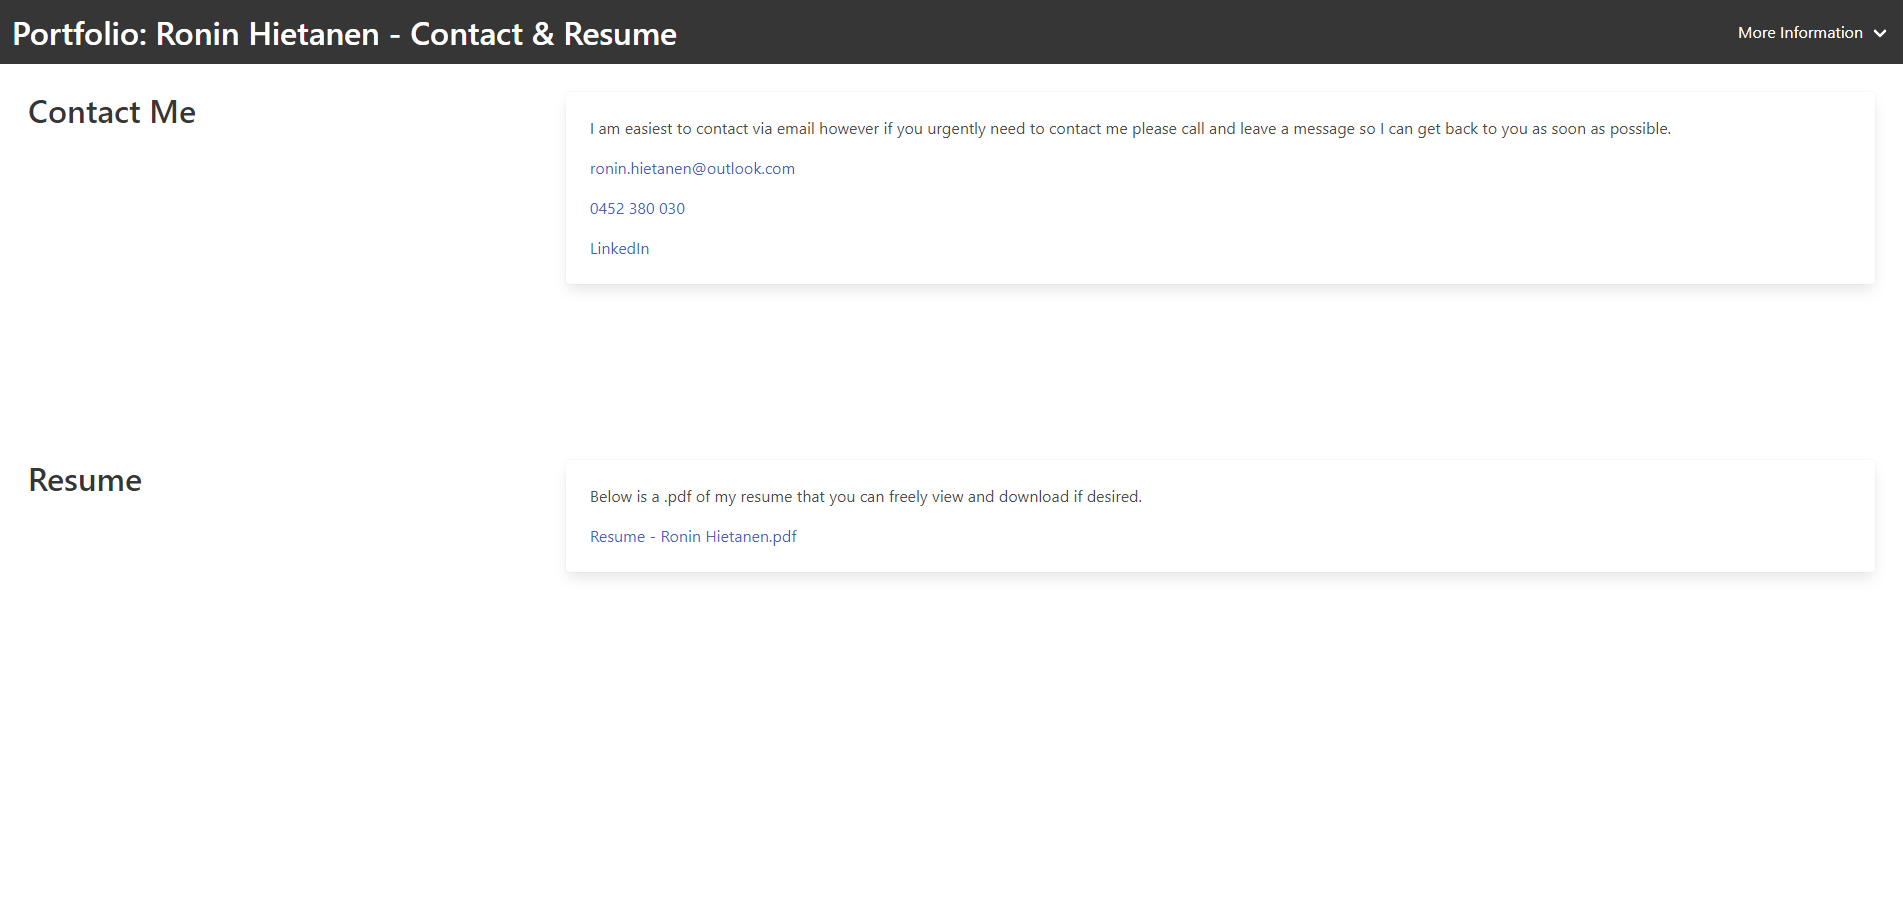 Portfolio: Ronin Hietanen - Contact & Resume
More Information
Contact Me
I am easiest to contact via email however if you urgently need to contact me please call and leave a message so I can get back to you as soon as possible.
ronin.hietanen@outlook.com
0452 380 030
LinkedIn
Resume
Below is a .pdf of my resume that you can freely view and download if desired.
Resume - Ronin Hietanen.pdf